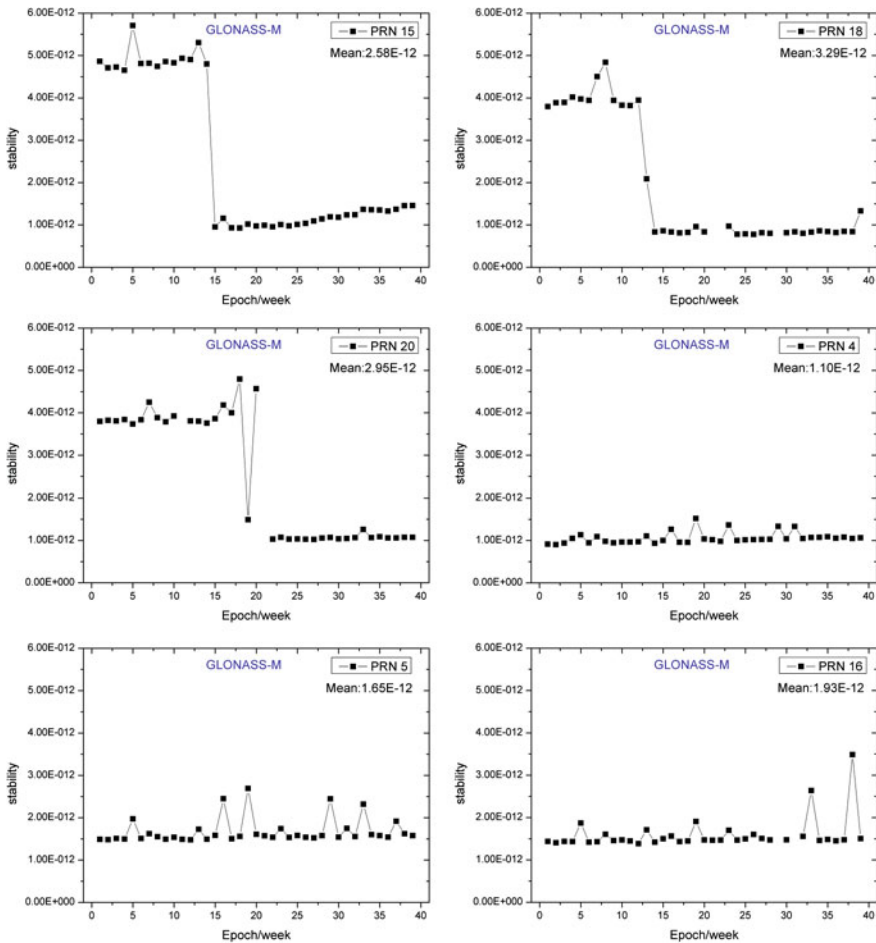 GLONASS-M
PRN 15
Mean:2.58E-12
6.00E-012
5.00E-012
4.00E-012
3.00E-012
2.00E-012
1.00E-012
0.00E+000
stability
0 5 10 15 20 25 30 35 40
Epoch/week
GLONASS-M
PRN 18
Mean:3.29E-12
6.00E-012
5.00E-012
4.00E-012
3.00E-012
2.00E-012
1.00E-012
0.00E+000
stability
0 5 10 15 20 25 30 35 40
Epoch/week
GLONASS-M
PRN 20
Mean:2.95E-12
6.00E-012
5.00E-012
4.00E-012
3.00E-012
2.00E-012
1.00E-012
0.00E+000
stability
0 5 10 15 20 25 30 35 40
Epoch/week
GLONASS-M
PRN 4
Mean:1.10E-12
6.00E-012
5.00E-012
4.00E-012
3.00E-012
2.00E-012
1.00E-012
0.00E+000
stability
0 5 10 15 20 25 30 35 40
Epoch/week
GLONASS-M
PRN 5
Mean:1.65E-12
6.00E-012
5.00E-012
4.00E-012
3.00E-012
2.00E-012
1.00E-012
0.00E+000
stability
0 5 10 15 20 25 30 35 40
Epoch/week
GLONASS-M
PRN 16
Mean:1.93E-12
6.00E-012
5.00E-012
4.00E-012
3.00E-012
2.00E-012
1.00E-012
0.00E+000
stability
0 5 10 15 20 25 30 35 40
Epoch/week